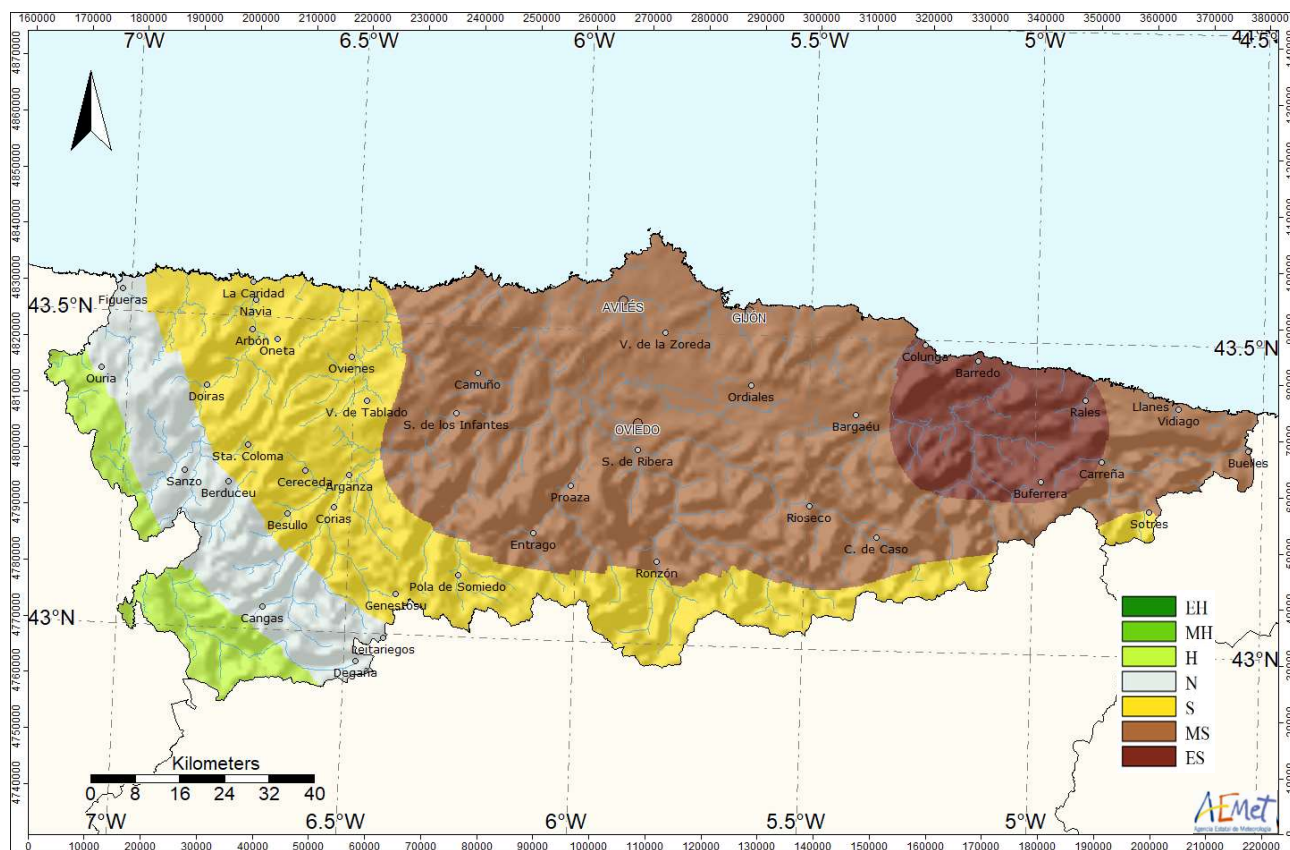 160000 170000 180000 190000 200000 210000 220000 230000 240000 250000 260000 270000 280000 290000 300000 310000 320000 330000 340000 350000 360000 370000 380000
7°W 6.5°W 6°W 5.5°W 5°W
4870000
4860000
4850000
4840000
4830000
4820000
4810000
4800000
4790000
4780000
4770000
4760000
4750000
4740000
43.5°N
43°N
43.5°N
43°N
Figueras
La Caridad
Navia
AVILÉS
GIJÓN
Arbón
Oneta
V. de la Zoreda
Colunga
Barredo
Ovienes
Ouria
Doiras
Camuño
Ordiales
V. de Tablado
S. de los Infantes
Bargaéu
Rales
Llanes
Vidiago
OVIEDO
Sta. Coloma
S. de Ribera
Buelles
Sanzo
Berduceu
Cereceda
Arganza
Proaza
Buferrera
Carreña
Besullo
Corias
Rioseco
Sotres
Entrago
C. de Caso
Ronzón
Pola de Somiedo
Genestosu
Cangas
Leitariegos
Degaña
EH
MH
H
N
S
MS
ES
Kilometers
0 8 16 24 32 40
AEMet
Agencia Estatal de Meteorología
7°W 6.5°W 6°W 5.5°W 5°W
10000 20000 30000 40000 50000 60000 70000 80000 90000 100000 110000 120000 130000 140000 150000 160000 170000 180000 190000 200000 210000 220000